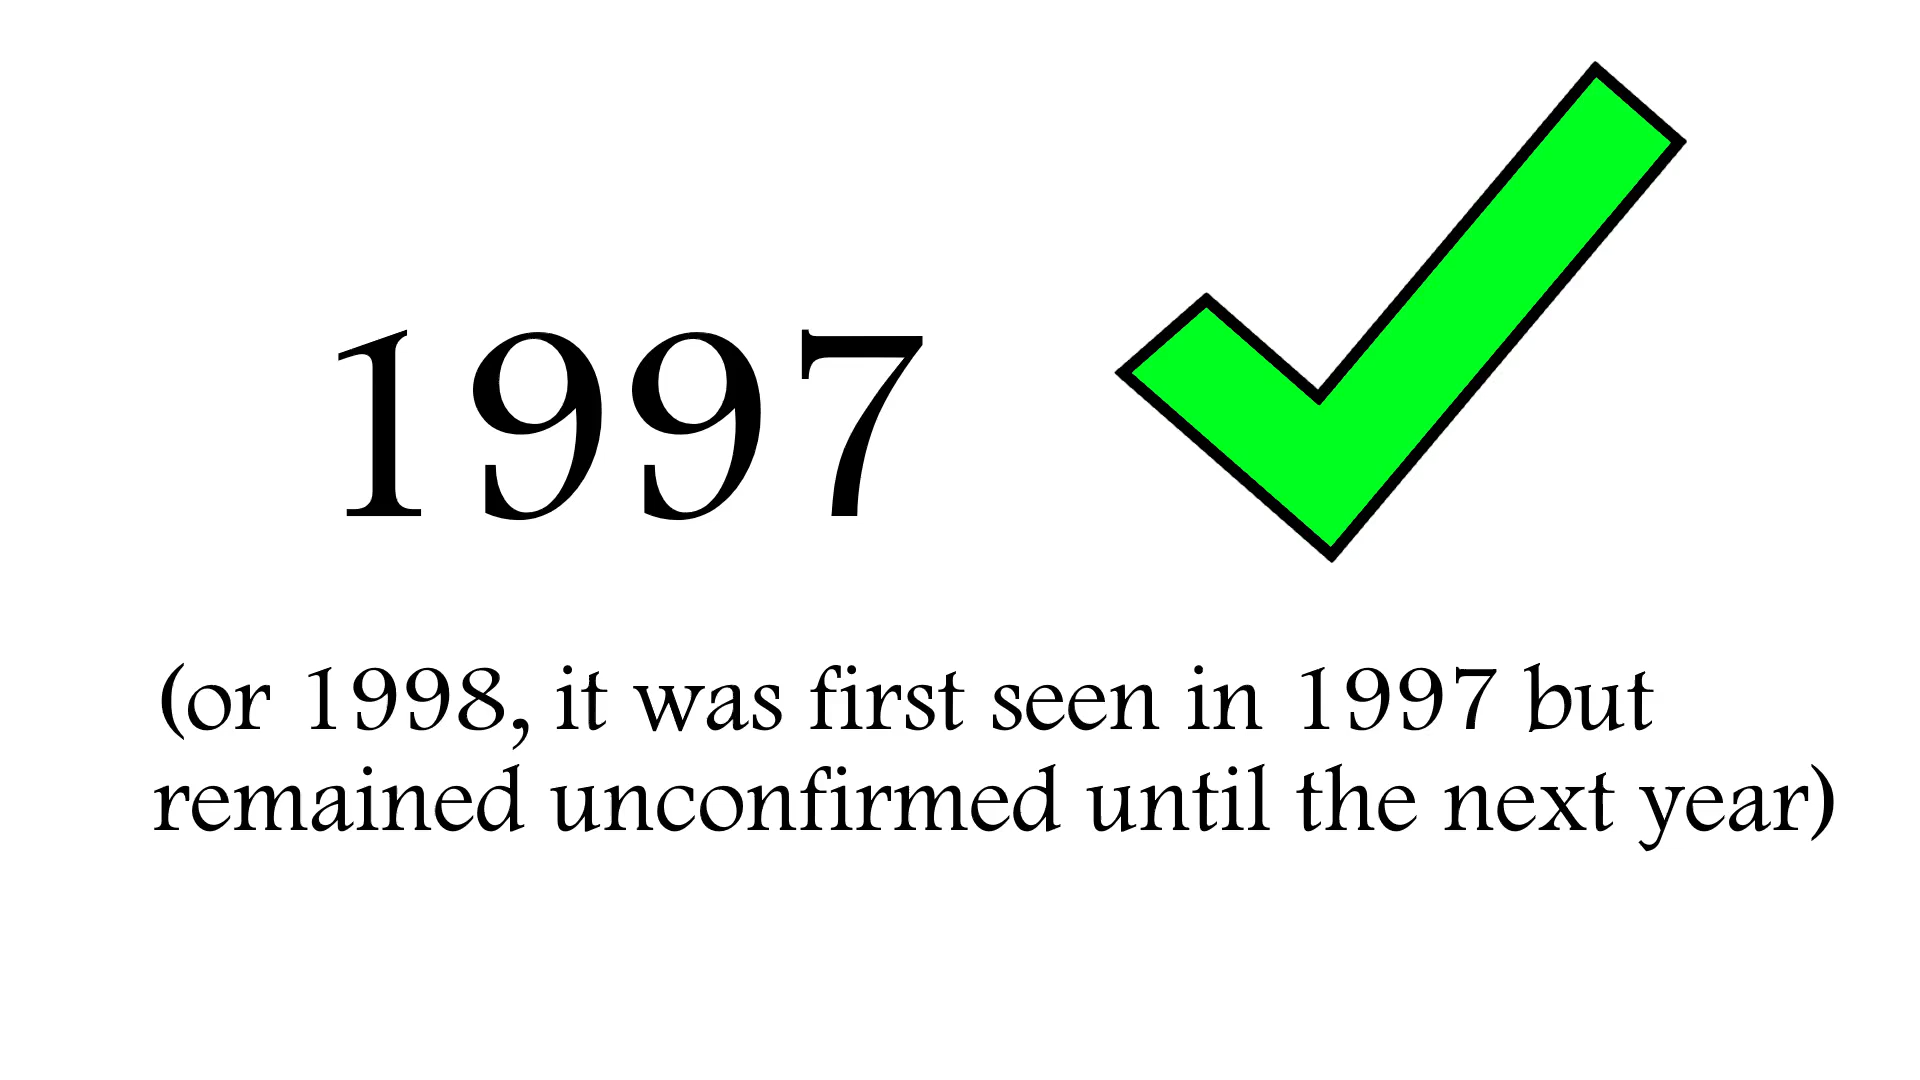 1997
(or 1998, it was first seen in 1997 but
remained unconfirmed until the next year)